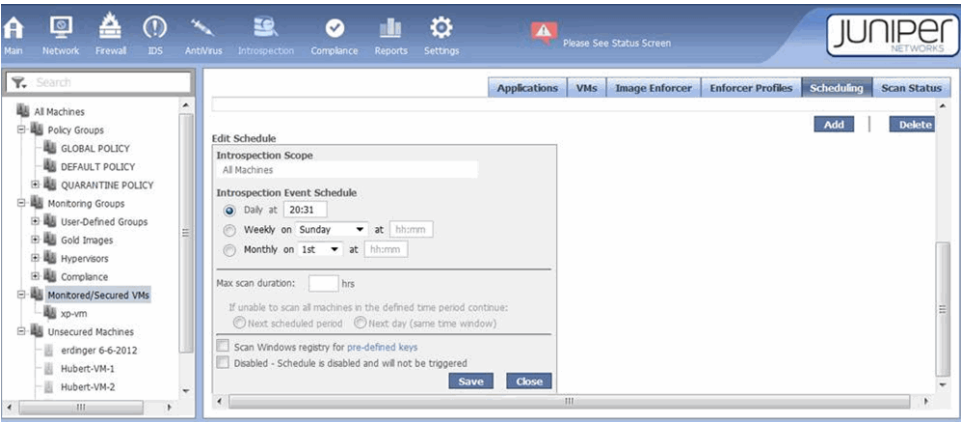 Main Network Firewall IDS AntiVirus Introspection Compliance Reports Settings
Please See Status Screen
JUNIPER
NETWORKS
Search
All Machines
Policy Groups
GLOBAL POLICY
DEFAULT POLICY
QUARANTINE POLICY
Monitoring Groups
User-Defined Groups
Gold Images
Hypervisors
Compliance
Monitored/Secured VMs
xp-vm
Unsecured Machines
erdinger 6-6-2012
Hubert-VM-1
Hubert-VM-2
Applications VMs Image Enforcer Enforcer Profiles Scheduling Scan Status
Add | Delete
Edit Schedule
Introspection Scope
All Machines
Introspection Event Schedule
Daily at 20:31
Weekly on Sunday at hh:mm
Monthly on 1st at hh:mm
Max scan duration: hrs
If unable to scan all machines in the defined time period continue:
Next scheduled period Next day (same time window)
Scan Windows registry for pre-defined keys
Disabled - Schedule is disabled and will not be triggered
Save Close